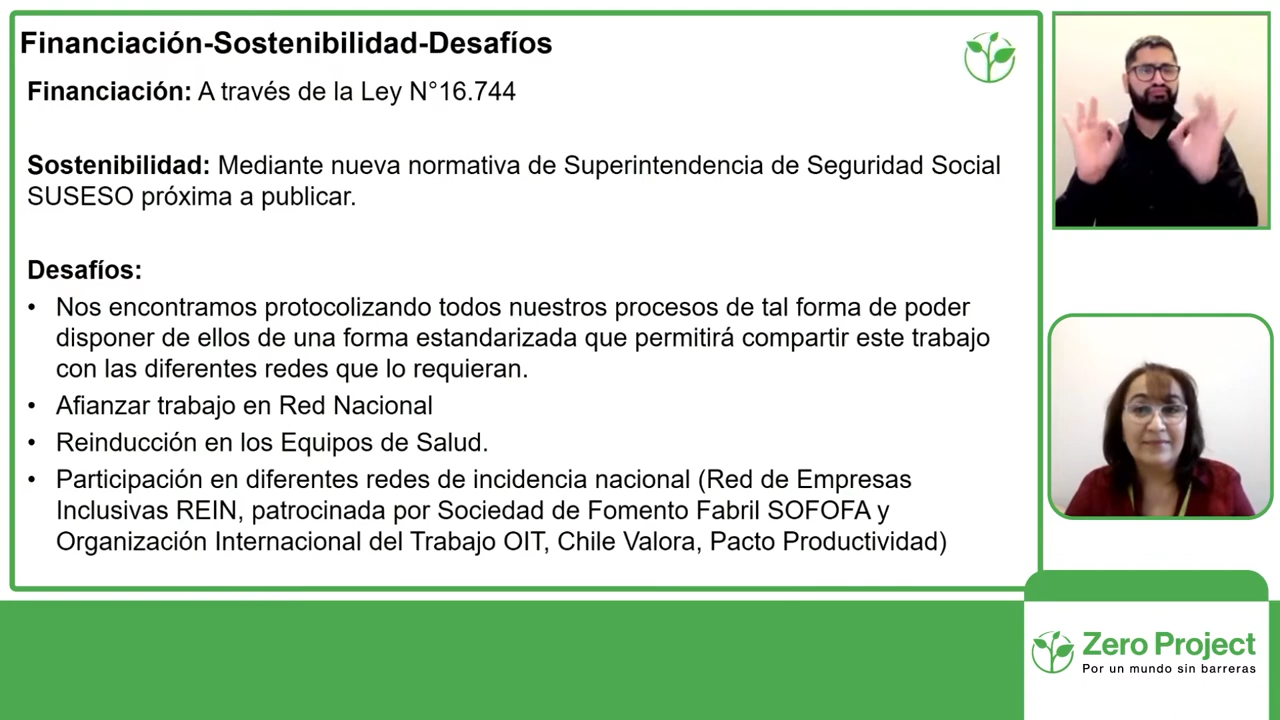 Financiación-Sostenibilidad-Desafíos
Financiación: A través de la Ley N°16.744
Sostenibilidad: Mediante nueva normativa de Superintendencia de Seguridad Social
SUSESO próxima a publicar.
Desafíos:
• Nos encontramos protocolizando todos nuestros procesos de tal forma de poder
disponer de ellos de una forma estandarizada que permitirá compartir este trabajo
con las diferentes redes que lo requieran.
• Afianzar trabajo en Red Nacional
• Reinducción en los Equipos de Salud.
• Participación en diferentes redes de incidencia nacional (Red de Empresas
Inclusivas REIN, patrocinada por Sociedad de Fomento Fabril SOFOFA y
Organización Internacional del Trabajo OIT, Chile Valora, Pacto Productividad)
Zero Project
Por un mundo sin barreras